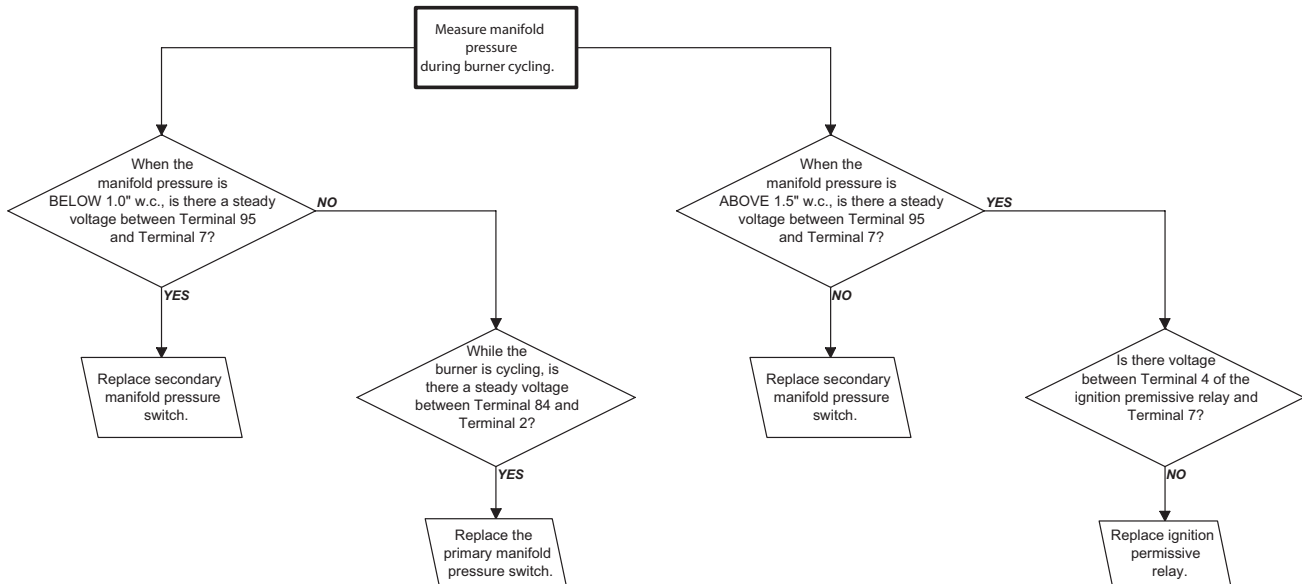 Measure manifold
pressure
during burner cycling.
When the
manifold pressure is
BELOW 1.0" w.c., is there a steady
voltage between Terminal 95
and Terminal 7?
NO
YES
When the
manifold pressure is
ABOVE 1.5" w.c., is there a steady
voltage between Terminal 95
and Terminal 7?
YES
NO
Replace secondary
manifold pressure
switch.
While the
burner is cycling, is
there a steady voltage
between Terminal 84 and
Terminal 2?
YES
Replace secondary
manifold pressure
switch.
Is there voltage
between Terminal 4 of the
ignition premissive relay and
Terminal 7?
NO
Replace the
primary manifold
pressure switch.
Replace ignition
permissive
relay.